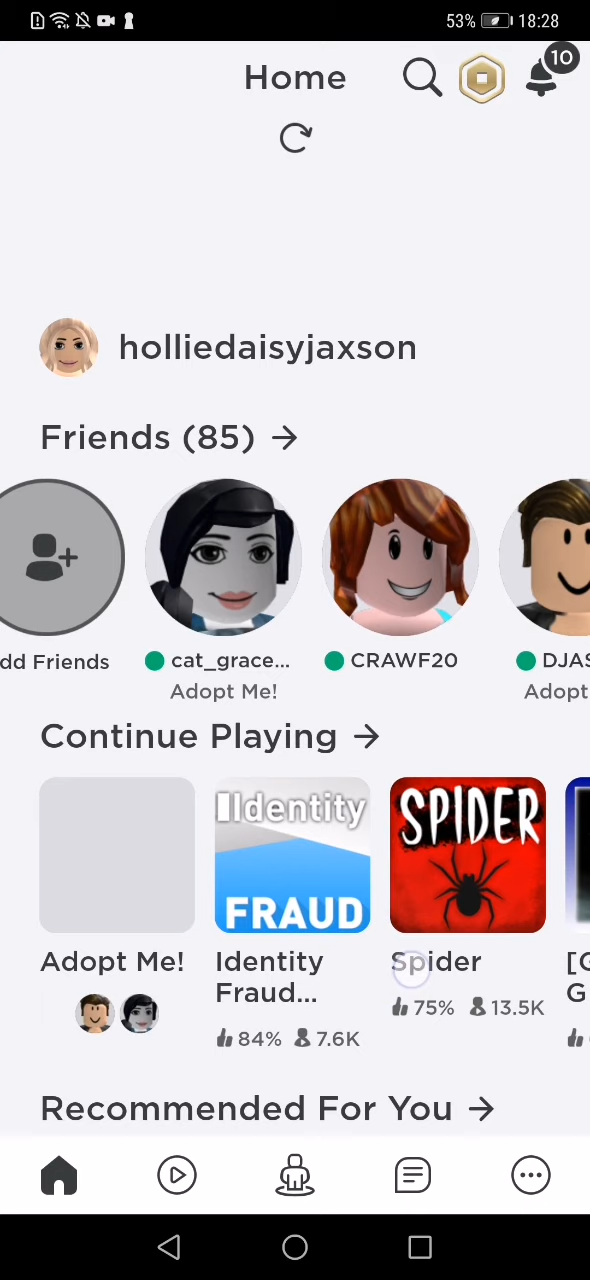 53% 18:28
Home
10
holliedaisyjaxson
Friends (85) →
dd Friends
cat_grace...
Adopt Me!
CRAWF20
DJAS
Adopt
Continue Playing →
Identity
FRAUD
SPIDER
Adopt Me!
Identity
Fraud...
84% 7.6K
Spider
75% 13.5K
[G
G
Recommended For You →